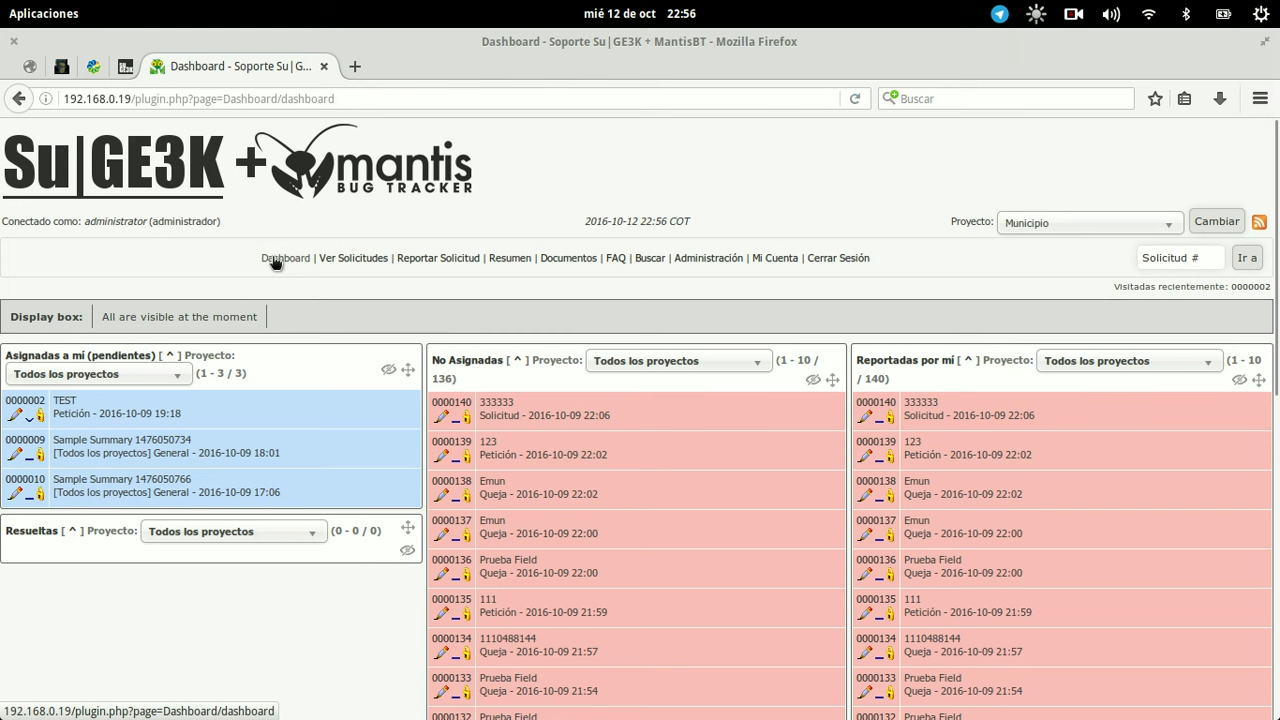 Aplicaciones
mié 12 de oct 22:56
Dashboard - Soporte Su|GE3K + MantisBT - Mozilla Firefox
Dashboard - Soporte Su|G...
192.168.0.19/plugin.php?page=Dashboard/dashboard
Buscar
Su|GE3K + mantis
BUG TRACKER
Conectado como: administrator (administrador)
2016-10-12 22:56 COT
Proyecto: Municipio Cambiar
Dashboard | Ver Solicitudes | Reportar Solicitud | Resumen | Documentos | FAQ | Buscar | Administración | Mi Cuenta | Cerrar Sesión
Solicitud # Ir a
Visitadas recientemente: 0000002
Display box: All are visible at the moment
Asignadas a mí (pendientes) [ ^ ] Proyecto:
Todos los proyectos (1 - 3 / 3)
0000002 TEST
Petición - 2016-10-09 19:18
0000009 Sample Summary 1476050734
[Todos los proyectos] General - 2016-10-09 18:01
0000010 Sample Summary 1476050766
[Todos los proyectos] General - 2016-10-09 17:06
Resueltas [ ^ ] Proyecto: Todos los proyectos (0 - 0 / 0)
No Asignadas [ ^ ] Proyecto: Todos los proyectos (1 - 10 /
136)
0000140 333333
Solicitud - 2016-10-09 22:06
0000139 123
Petición - 2016-10-09 22:02
0000138 Emun
Queja - 2016-10-09 22:02
0000137 Emun
Queja - 2016-10-09 22:00
0000136 Prueba Field
Queja - 2016-10-09 22:00
0000135 111
Petición - 2016-10-09 21:59
0000134 1110488144
Queja - 2016-10-09 21:57
0000133 Prueba Field
Queja - 2016-10-09 21:54
0000132 Prueba Field
Reportadas por mí [ ^ ] Proyecto: Todos los proyectos (1 - 10
/ 140)
0000140 333333
Solicitud - 2016-10-09 22:06
0000139 123
Petición - 2016-10-09 22:02
0000138 Emun
Queja - 2016-10-09 22:02
0000137 Emun
Queja - 2016-10-09 22:00
0000136 Prueba Field
Queja - 2016-10-09 22:00
0000135 111
Petición - 2016-10-09 21:59
0000134 1110488144
Queja - 2016-10-09 21:57
0000133 Prueba Field
Queja - 2016-10-09 21:54
0000132 Prueba Field
192.168.0.19/plugin.php?page=Dashboard/dashboard